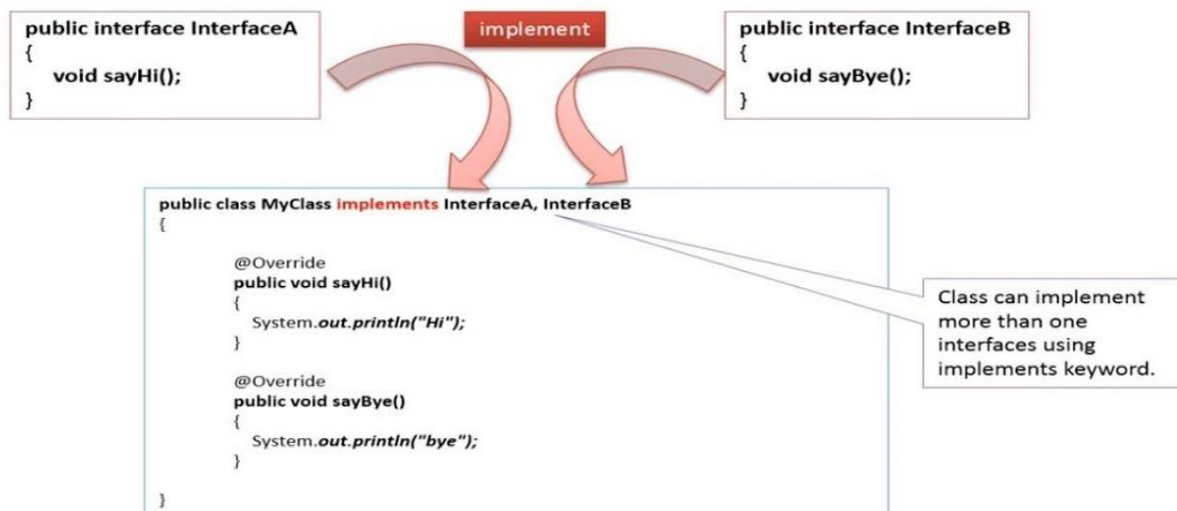 public interface InterfaceA
{
void sayHi();
}
implement
public interface InterfaceB
{
void sayBye();
}
public class MyClass implements InterfaceA, InterfaceB
{
@Override
public void sayHi()
{
System.out.println("Hi");
}
@Override
public void sayBye()
{
System.out.println("bye");
}
}
Class can implement
more than one
interfaces using
implements keyword.